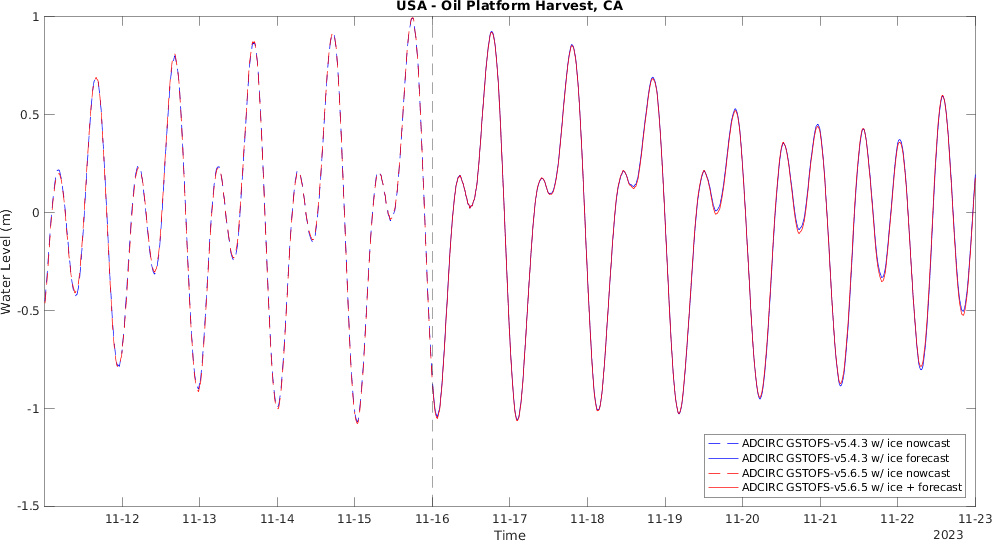 USA - Oil Platform Harvest, CA
1
0.5
0
-0.5
-1
-1.5
Water Level (m)
ADCIRC GSTOFS-v5.4.3 w/ ice nowcast
ADCIRC GSTOFS-v5.4.3 w/ ice forecast
ADCIRC GSTOFS-v5.6.5 w/ ice nowcast
ADCIRC GSTOFS-v5.6.5 w/ ice + forecast
11-12 11-13 11-14 11-15 11-16 11-17 11-18 11-19 11-20 11-21 11-22 11-23
Time
2023